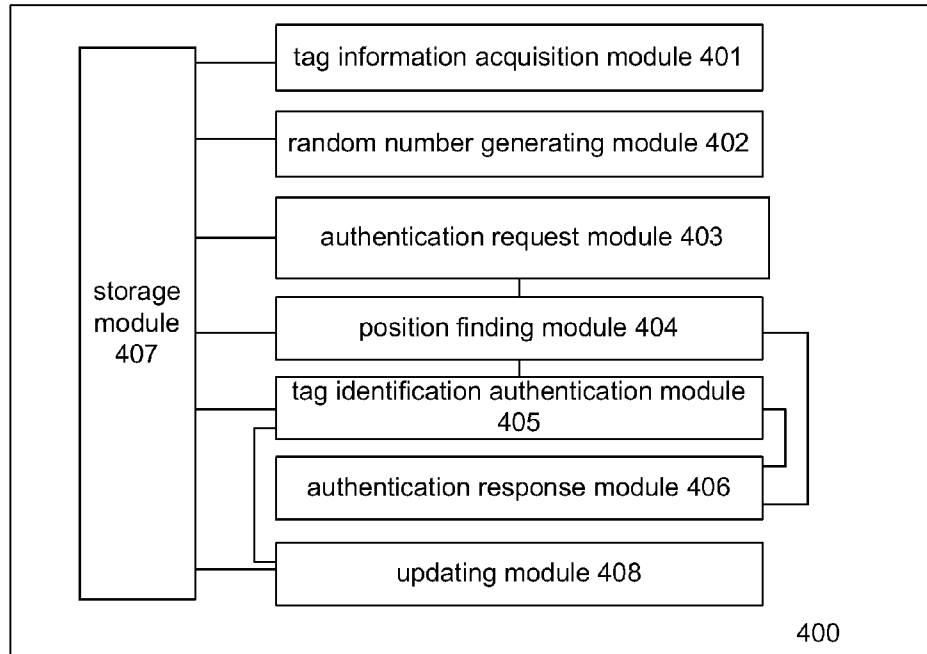 tag information acquisition module 401
random number generating module 402
authentication request module 403
storage
module
407
position finding module 404
tag identification authentication module
405
authentication response module 406
updating module 408
400